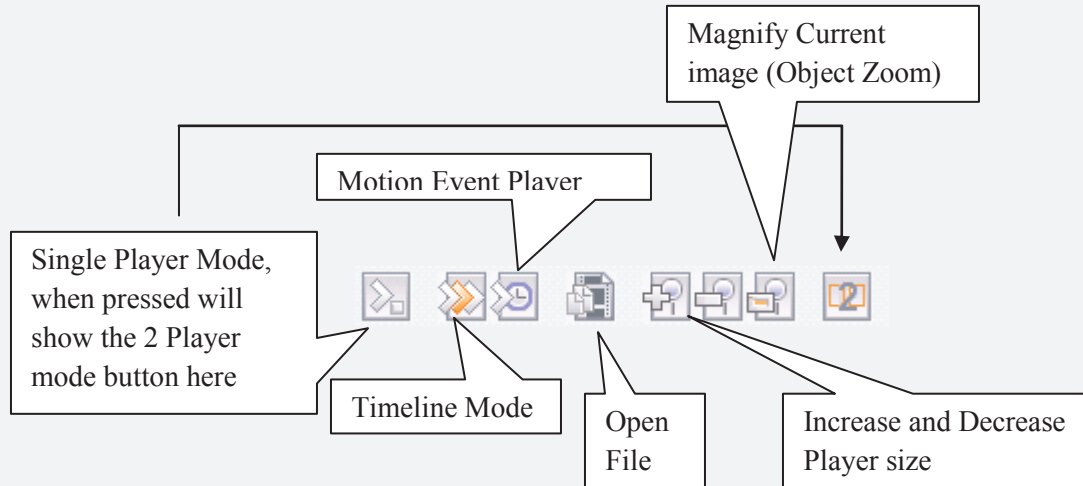 Magnify Current
image (Object Zoom)
Motion Event Player
Single Player Mode,
when pressed will
show the 2 Player
mode button here
2
Timeline Mode
Open
File
Increase and Decrease
Player size